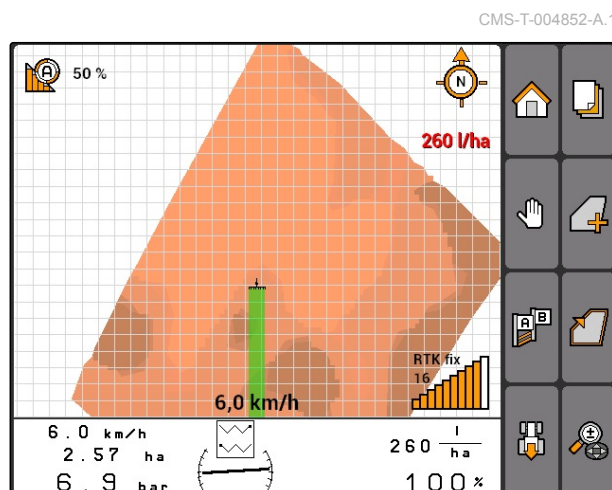 CMS-T-004852-A.1
A
50 %
N
260 l/ha
A B
RTK fix
16
6,0 km/h
6.0 km/h
2.57 ha
6.9 bar
260 l/ha
100%